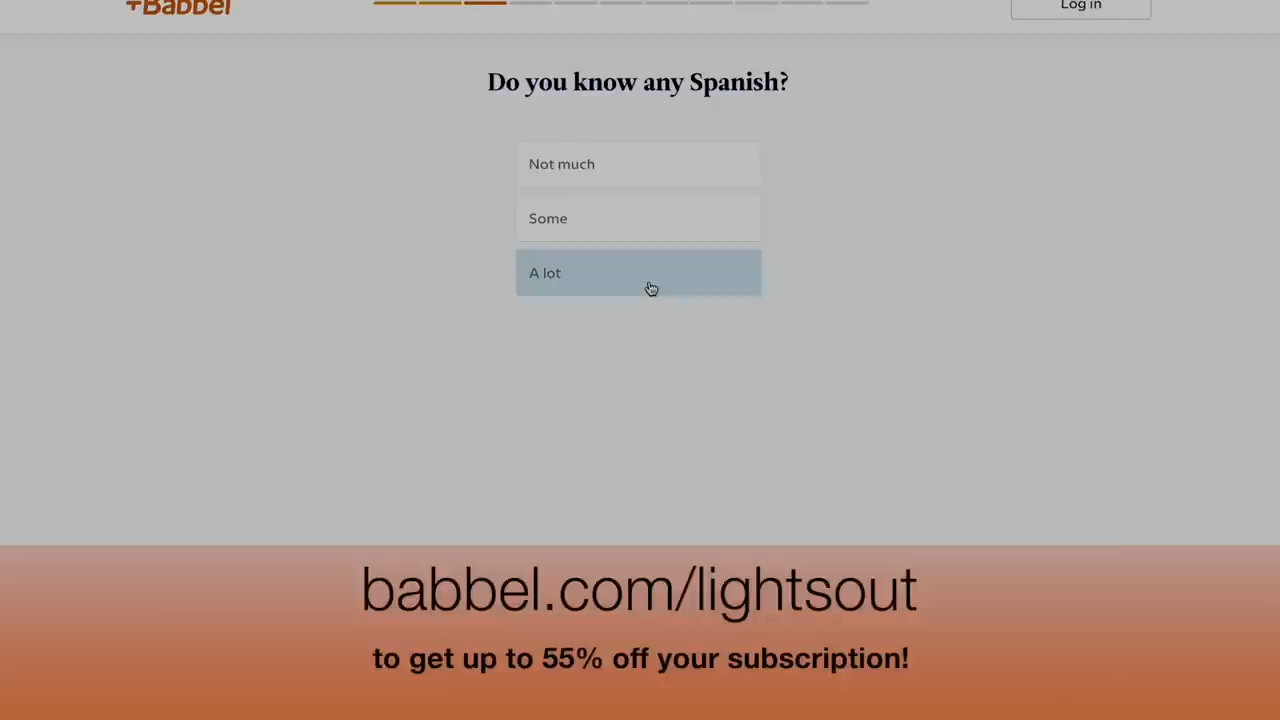 +Babbel
Log in
Do you know any Spanish?
Not much
Some
A lot
babbel.com/lightsout
to get up to 55% off your subscription!